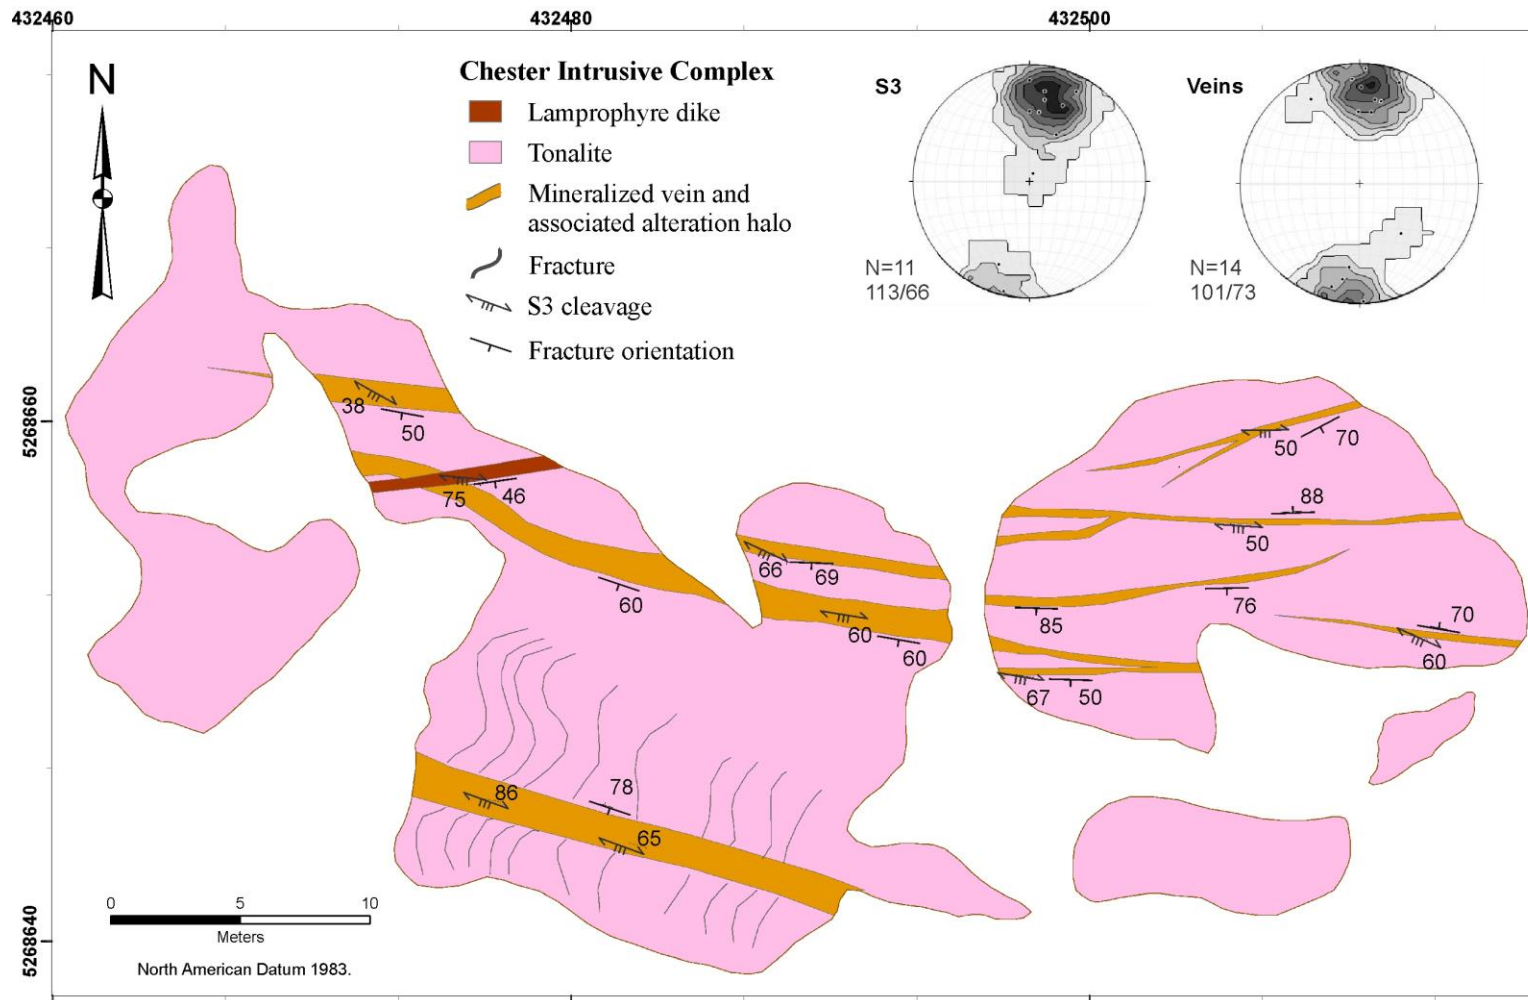 432460
432480
432500
N
Chester Intrusive Complex
Lamprophyre dike
Tonalite
Mineralized vein and
associated alteration halo
Fracture
S3 cleavage
Fracture orientation
S3
N=11
113/66
Veins
N=14
101/73
5268660
38
50
75
46
60
66
69
60
60
70
50
88
50
76
85
70
60
67
50
86
78
65
0
5
10
Meters
North American Datum 1983.
5268640